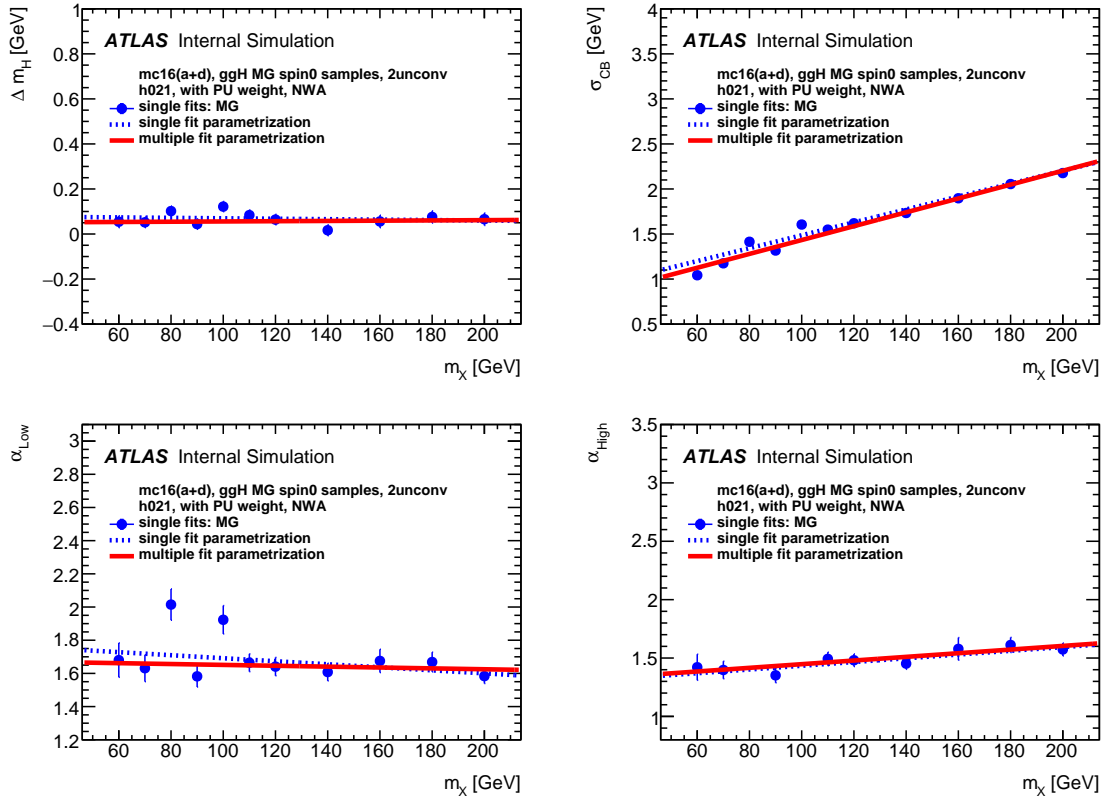 Δ m_H [GeV]
1
0.8
0.6
0.4
0.2
0
−0.2
−0.4
ATLAS Internal Simulation
mc16(a+d), ggH MG spin0 samples, 2unconv
h021, with PU weight, NWA
single fits: MG
single fit parametrization
multiple fit parametrization
60 80 100 120 140 160 180 200
m_X [GeV]
σ_CB
4
3.5
3
2.5
2
1.5
1
0.5
ATLAS Internal Simulation
mc16(a+d), ggH MG spin0 samples, 2unconv
h021, with PU weight, NWA
single fits: MG
single fit parametrization
multiple fit parametrization
60 80 100 120 140 160 180 200
m_X [GeV]
α_Low
3
2.8
2.6
2.4
2.2
2
1.8
1.6
1.4
1.2
ATLAS Internal Simulation
mc16(a+d), ggH MG spin0 samples, 2unconv
h021, with PU weight, NWA
single fits: MG
single fit parametrization
multiple fit parametrization
60 80 100 120 140 160 180 200
m_X [GeV]
α_High
3.5
3
2.5
2
1.5
1
ATLAS Internal Simulation
mc16(a+d), ggH MG spin0 samples, 2unconv
h021, with PU weight, NWA
single fits: MG
single fit parametrization
multiple fit parametrization
60 80 100 120 140 160 180 200
m_X [GeV]